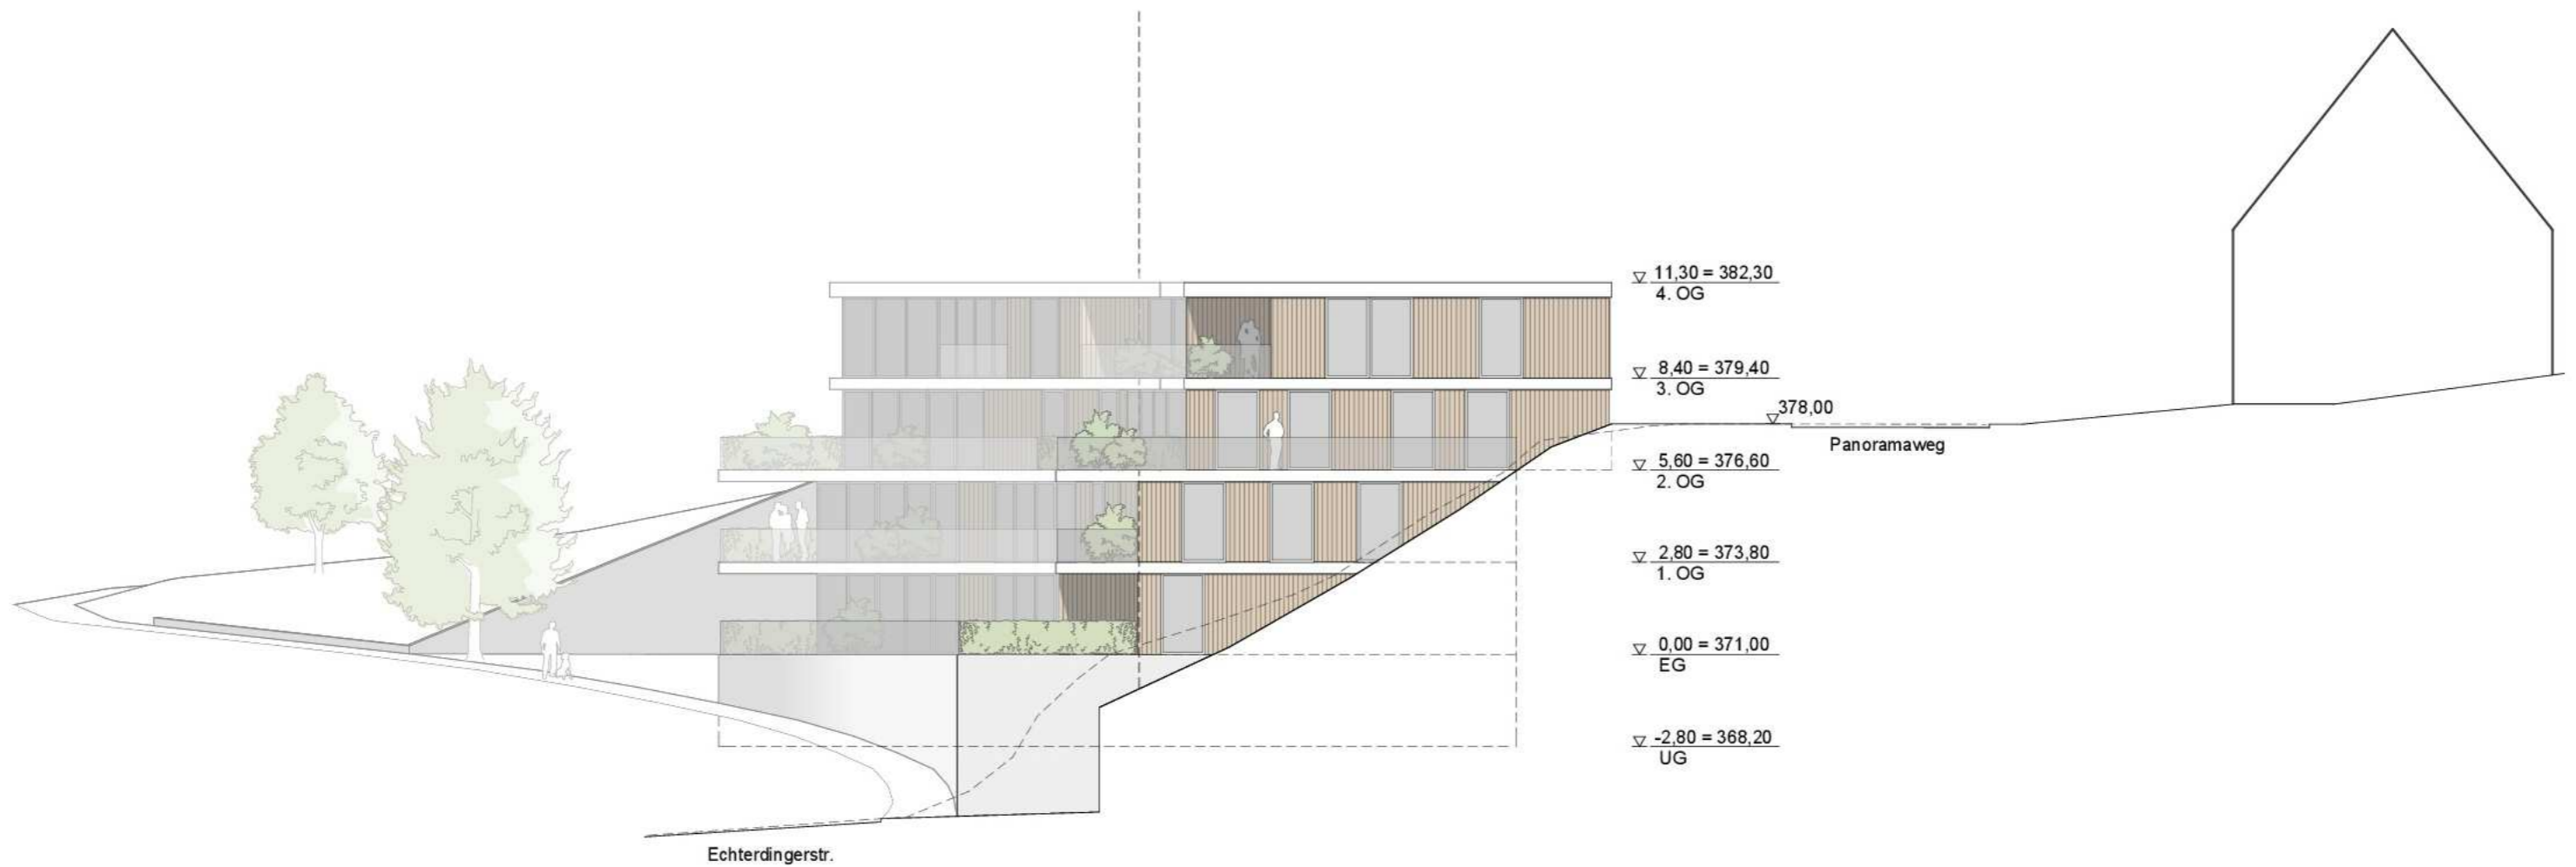 11,30 = 382,30
4. OG
8,40 = 379,40
3. OG
378,00
Panoramaweg
5,60 = 376,60
2. OG
2,80 = 373,80
1. OG
0,00 = 371,00
EG
-2,80 = 368,20
UG
Echterdingerstr.